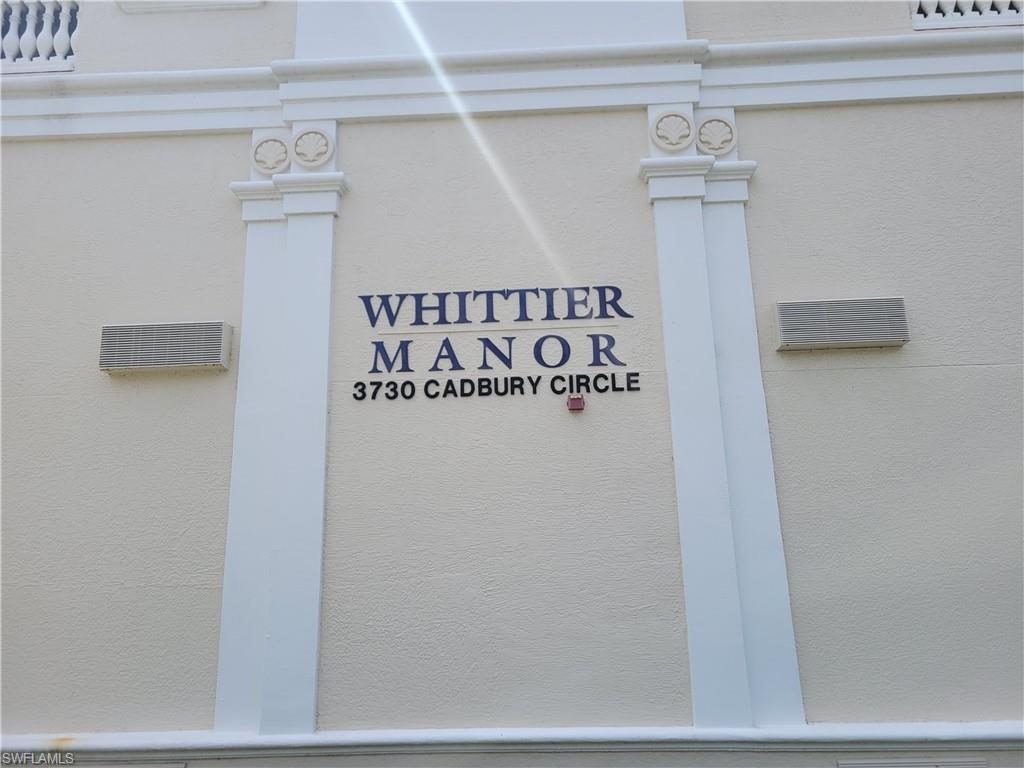 WHITTIER
MANOR
3730 CADBURY CIRCLE
SWFLAMLS